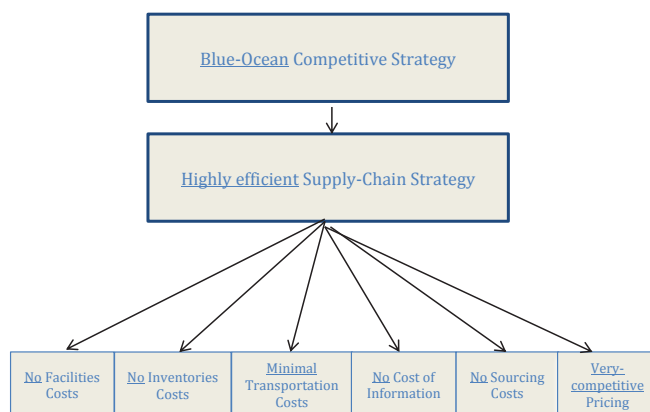 Blue-Ocean Competitive Strategy
Highly efficient Supply-Chain Strategy
No Facilities
Costs
No Inventories
Costs
Minimal
Transportation
Costs
No Cost of
Information
No Sourcing
Costs
Very-
competitive
Pricing